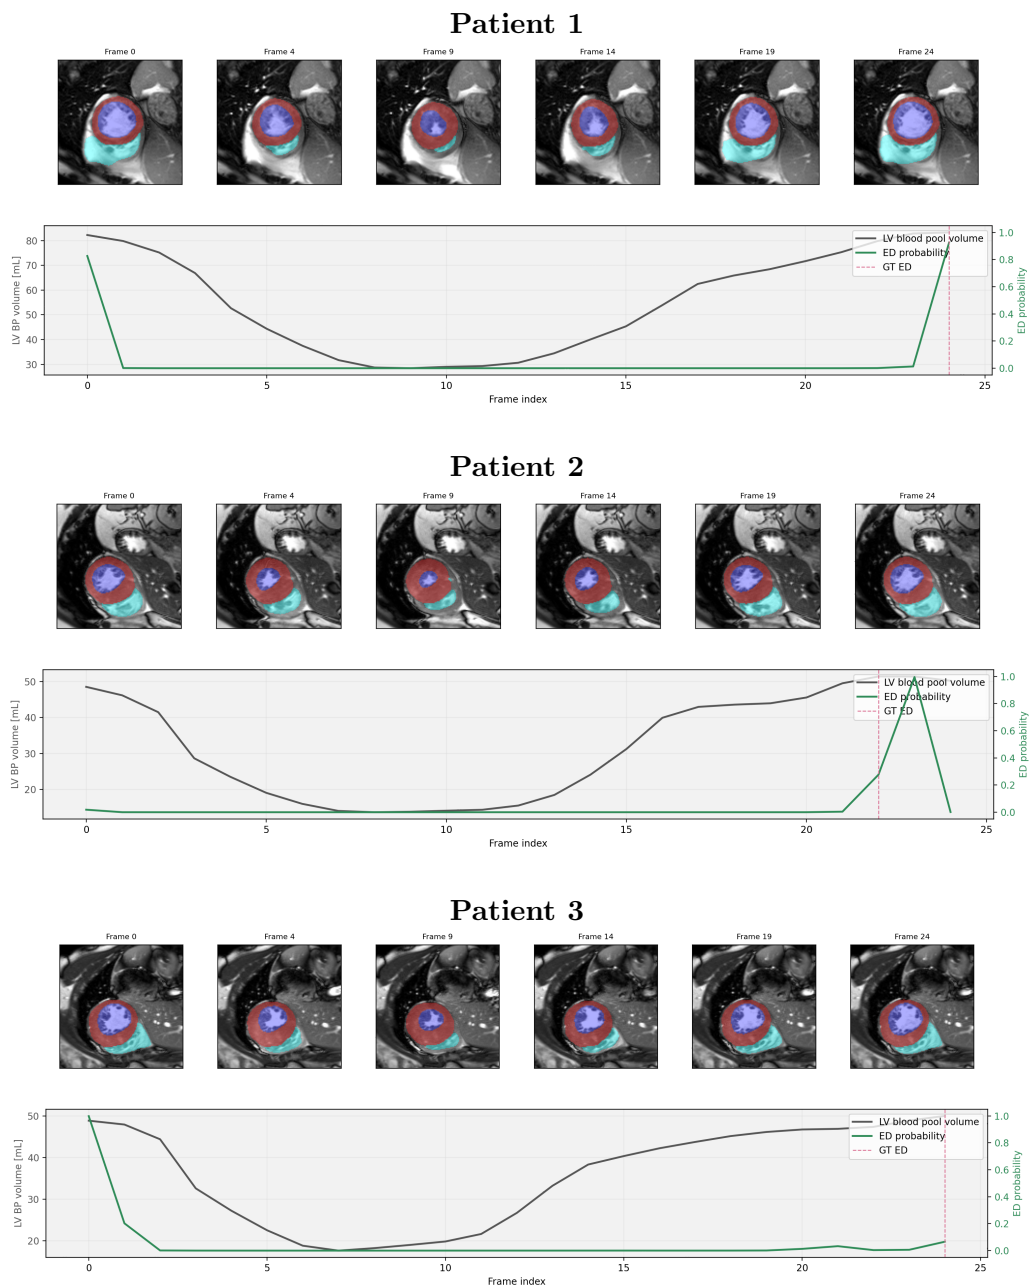 Patient 1
Frame 0 Frame 4 Frame 9 Frame 14 Frame 19 Frame 24
LV BP volume [mL]
80
70
60
50
40
30
LV blood pool volume
ED probability
GT ED
1.0
0.8
0.6
0.4
0.2
0.0
ED probability
0 5 10 15 20 25
Frame index
Patient 2
Frame 0 Frame 4 Frame 9 Frame 14 Frame 19 Frame 24
LV BP volume [mL]
50
40
30
20
LV blood pool volume
ED probability
GT ED
1.0
0.8
0.6
0.4
0.2
0.0
ED probability
0 5 10 15 20 25
Frame index
Patient 3
Frame 0 Frame 4 Frame 9 Frame 14 Frame 19 Frame 24
LV BP volume [mL]
50
40
30
20
LV blood pool volume
ED probability
GT ED
1.0
0.8
0.6
0.4
0.2
0.0
ED probability
0 5 10 15 20 25
Frame index